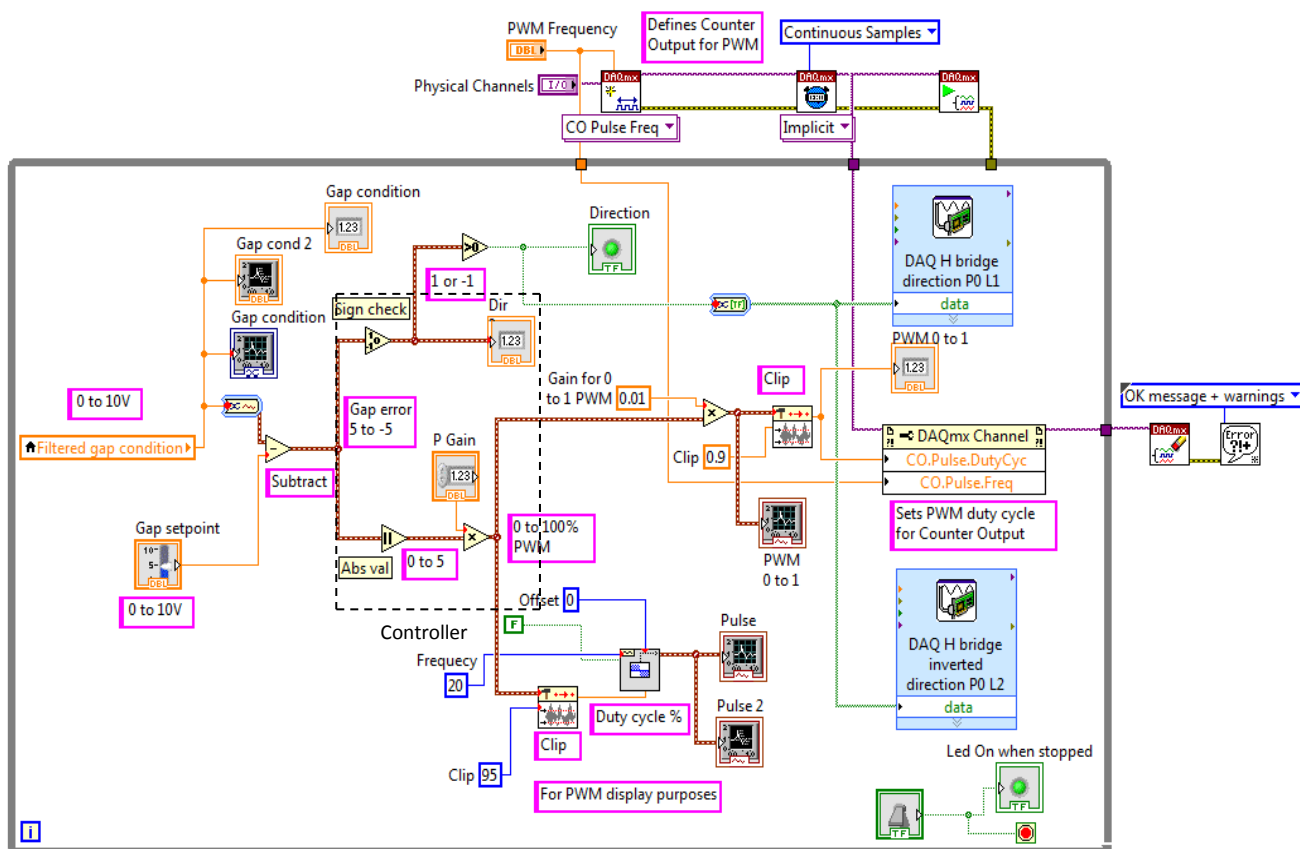 PWM Frequency
DBL
Defines Counter
Output for PWM
Continuous Samples
Physical Channels
I/O
DAQmx
DAQmx
DAQmx
CO Pulse Freq
Implicit
Gap condition
1.23
DBL
Gap cond 2
DBL
Gap condition
Direction
TF
>0
1 or -1
Sign check
Dir
1.23
DBL
DAQ H bridge
direction P0 L1
data
[TF]
PWM 0 to 1
1.23
DBL
0 to 10V
Filtered gap condition
Gap error
5 to -5
Subtract
Gain for 0
to 1 PWM
0.01
Clip
Clip
0.9
OK message + warnings
DAQmx Channel
CO.Pulse.DutyCyc
CO.Pulse.Freq
DAQmx
Error
?!+
P Gain
1.23
DBL
Sets PWM duty cycle
for Counter Output
PWM
0 to 1
Gap setpoint
10
5
DBL
0 to 10V
Abs val
0 to 5
0 to 100%
PWM
Controller
Offset
0
F
Frequecy
20
Pulse
Pulse 2
DAQ H bridge
inverted
direction P0 L2
data
Duty cycle %
Clip
Clip
95
For PWM display purposes
Led On when stopped
TF
TF
i